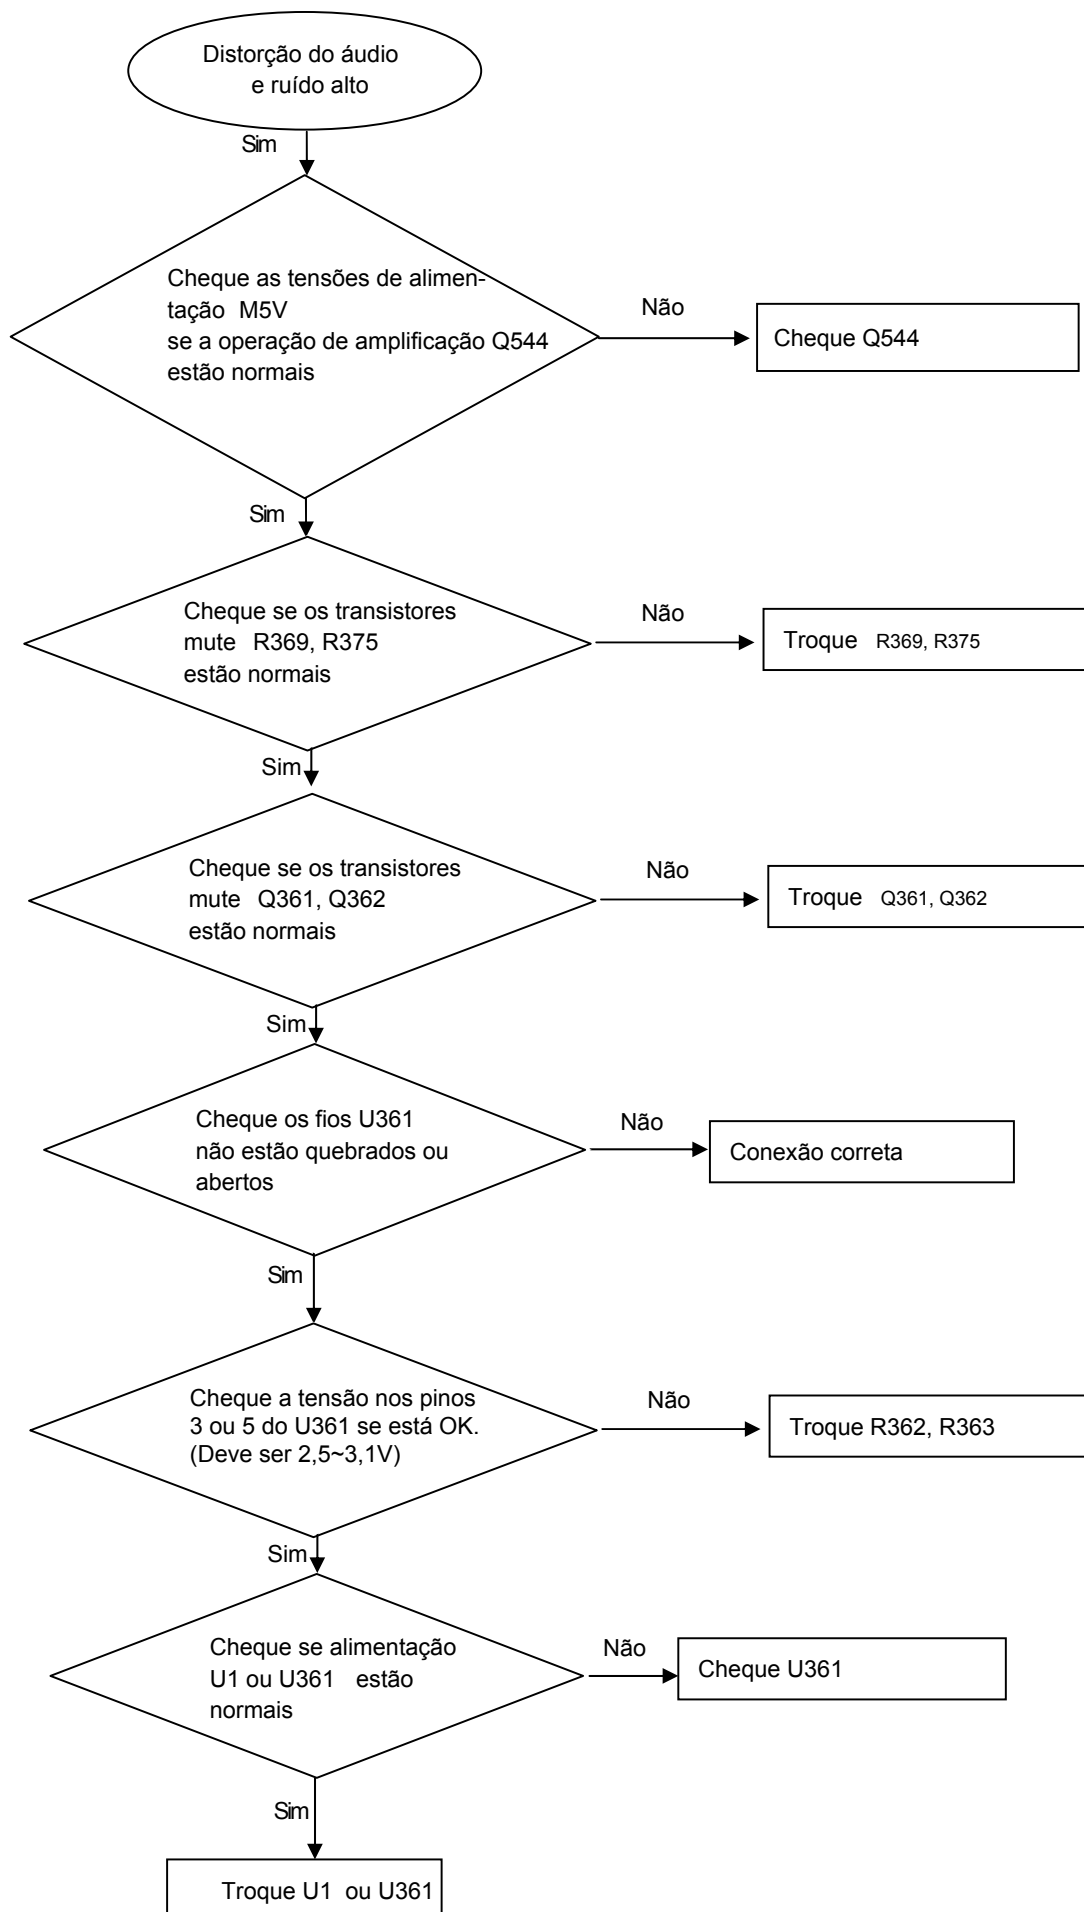 Distorção do áudio
e ruído alto
Sim
Cheque as tensões de alimen-
tação M5V
se a operação de amplificação Q544
estão normais
Não
Cheque Q544
Sim
Cheque se os transistores
mute R369, R375
estão normais
Não
Troque R369, R375
Sim
Cheque se os transistores
mute Q361, Q362
estão normais
Não
Troque Q361, Q362
Sim
Cheque os fios U361
não estão quebrados ou
abertos
Não
Conexão correta
Sim
Cheque a tensão nos pinos
3 ou 5 do U361 se está OK.
(Deve ser 2,5~3,1V)
Não
Troque R362, R363
Sim
Cheque se alimentação
U1 ou U361 estão
normais
Não
Cheque U361
Sim
Troque U1 ou U361